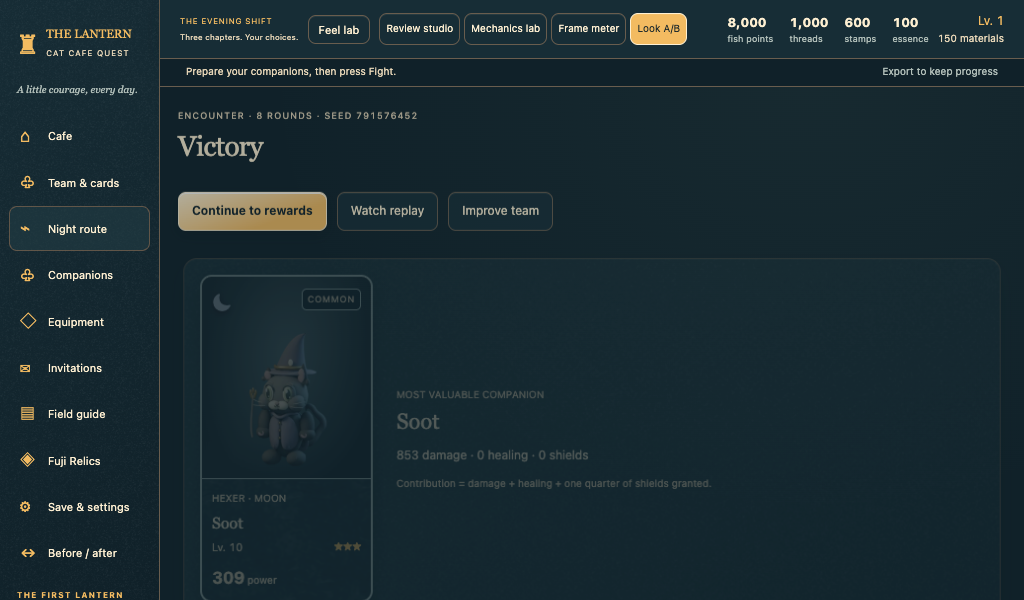 THE LANTERN
CAT CAFE QUEST
A little courage, every day.
Cafe
Team & cards
Night route
Companions
Equipment
Invitations
Field guide
Fuji Relics
Save & settings
Before / after
THE FIRST LANTERN
THE EVENING SHIFT
Three chapters. Your choices.
Feel lab
Review studio
Mechanics lab
Frame meter
Look A/B
8,000
fish points
1,000
threads
600
stamps
100
essence
Lv. 1
150 materials
Prepare your companions, then press Fight.
Export to keep progress
ENCOUNTER · 8 ROUNDS · SEED 791576452
Victory
Continue to rewards
Watch replay
Improve team
COMMON
HEXER · MOON
Soot
Lv. 10
309 power
MOST VALUABLE COMPANION
Soot
853 damage · 0 healing · 0 shields
Contribution = damage + healing + one quarter of shields granted.